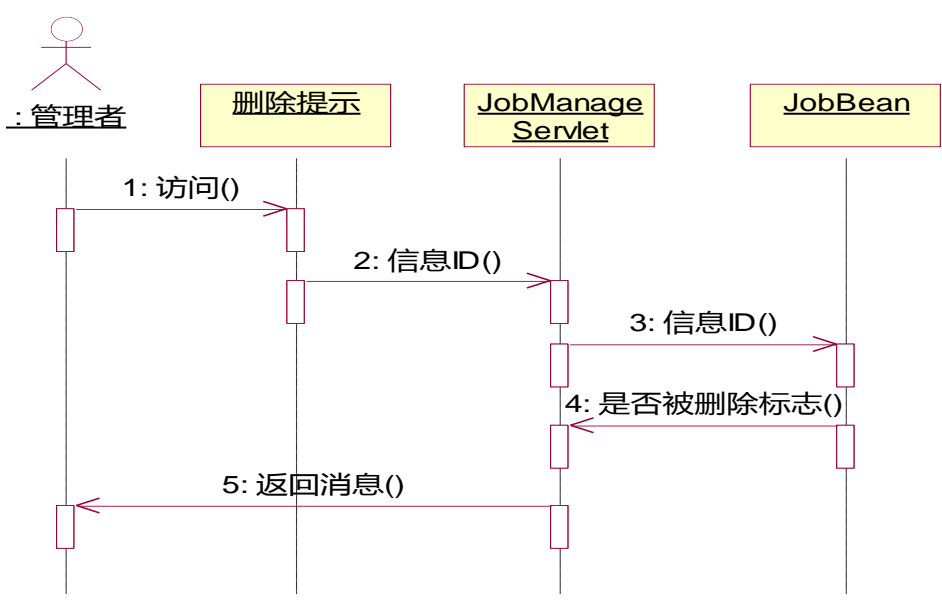 : 管理者
删除提示
JobManage
Servlet
JobBean
1: 访问()
2: 信息ID()
3: 信息ID()
4: 是否被删除标志()
5: 返回消息()